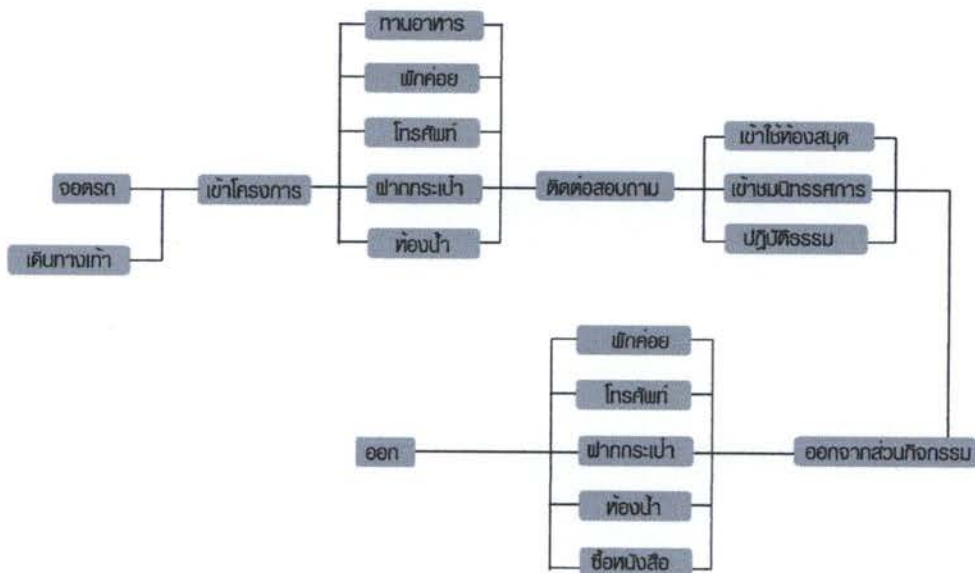 ทานอาหาร
พักค่อย
โทรศัพท์
เข้าใช้ห้องสมุด
จอดรถ
เข้าโครงการ
ฝากกระเป๋า
ติดต่อสอบถาม
เข้าชมนิทรรศการ
เดินทางเท้า
ห้องน้ำ
ปฎิบัติธรรม
พักค่อย
โทรศัพท์
ออก
ฝากกระเป๋า
ออกจากส่วนกิจกรรม
ห้องน้ำ
ซื้อหนังสือ